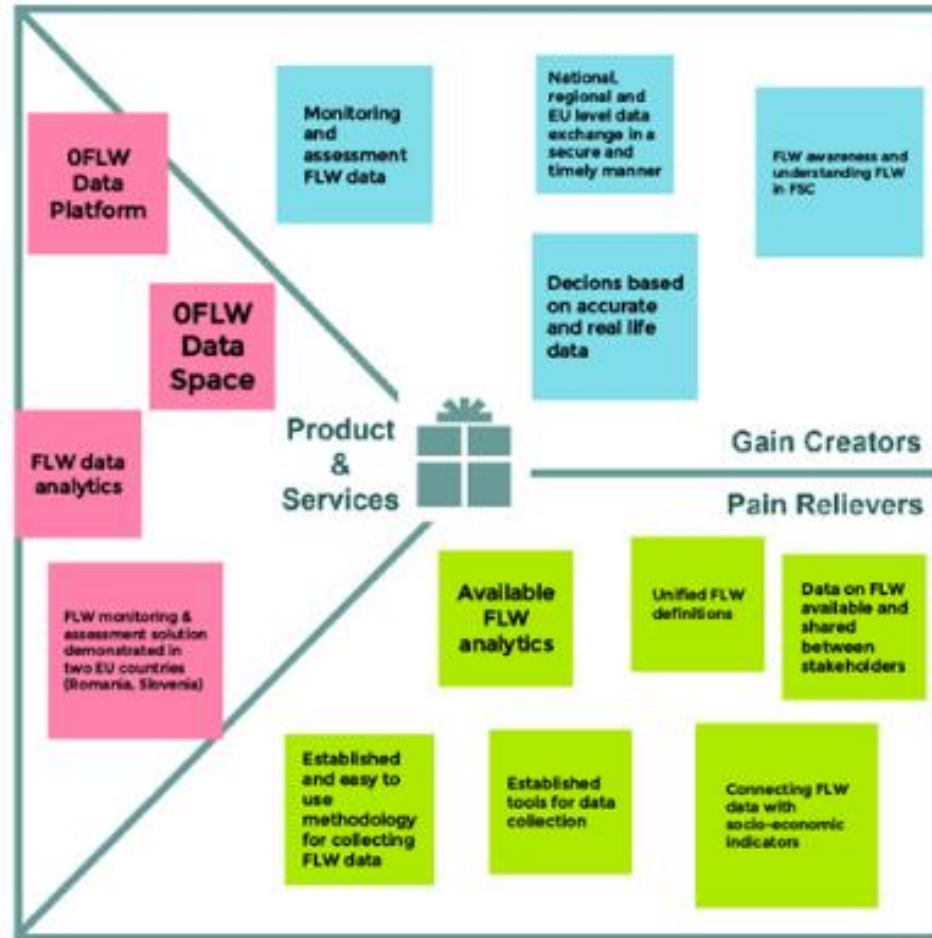 0FLW
Data
Platform
0FLW
Data
Space
FLW data
analytics
FLW monitoring &
assessment solution
demonstrated in
two EU countries
(Romania, Slovenia)
Product
&
Services
Monitoring
and
assessment
FLW data
National,
regional and
EU level data
exchange in a
secure and
timely manner
FLW awareness and
understanding FLW
in FSC
Decions based
on accurate
and real life
data
Gain Creators
Pain Relievers
Available
FLW
analytics
Unified FLW
definitions
Data on FLW
available and
shared
between
stakeholders
Established
and easy to
use
methodology
for collecting
FLW data
Established
tools for data
collection
Connecting FLW
data with
socio-economic
indicators